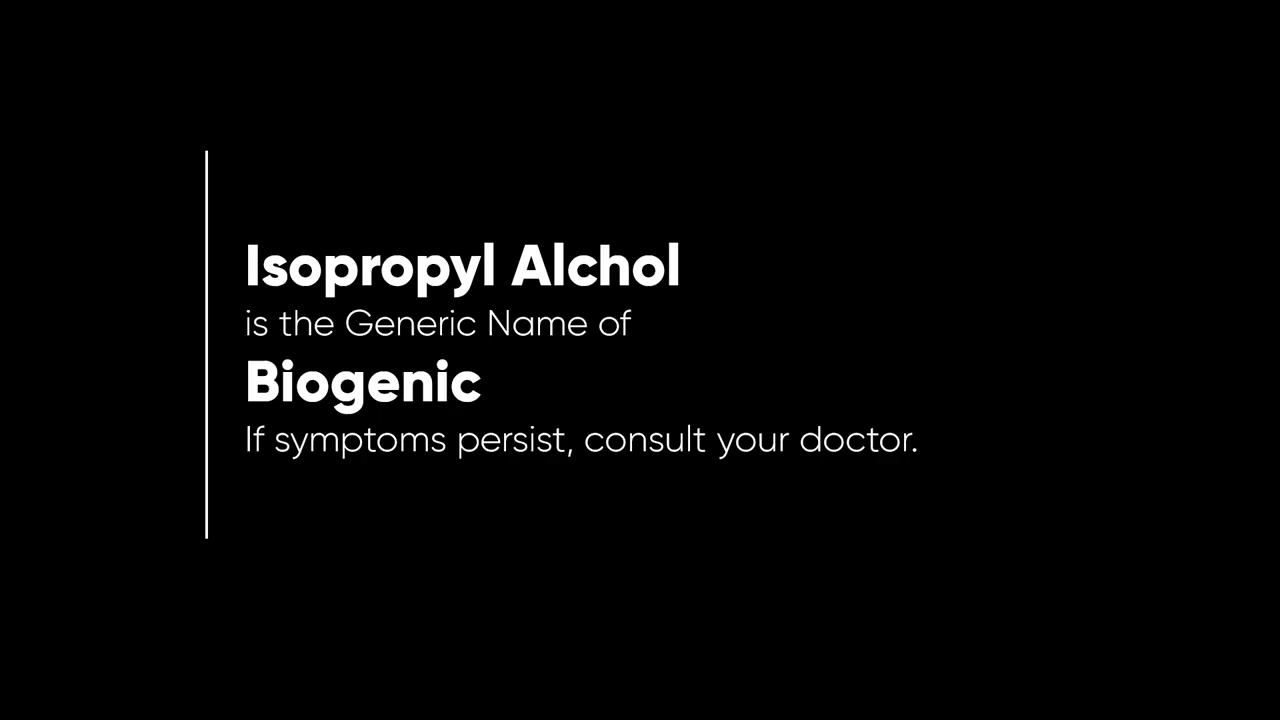 Isopropyl Alchol
is the Generic Name of
Biogenic
If symptoms persist, consult your doctor.